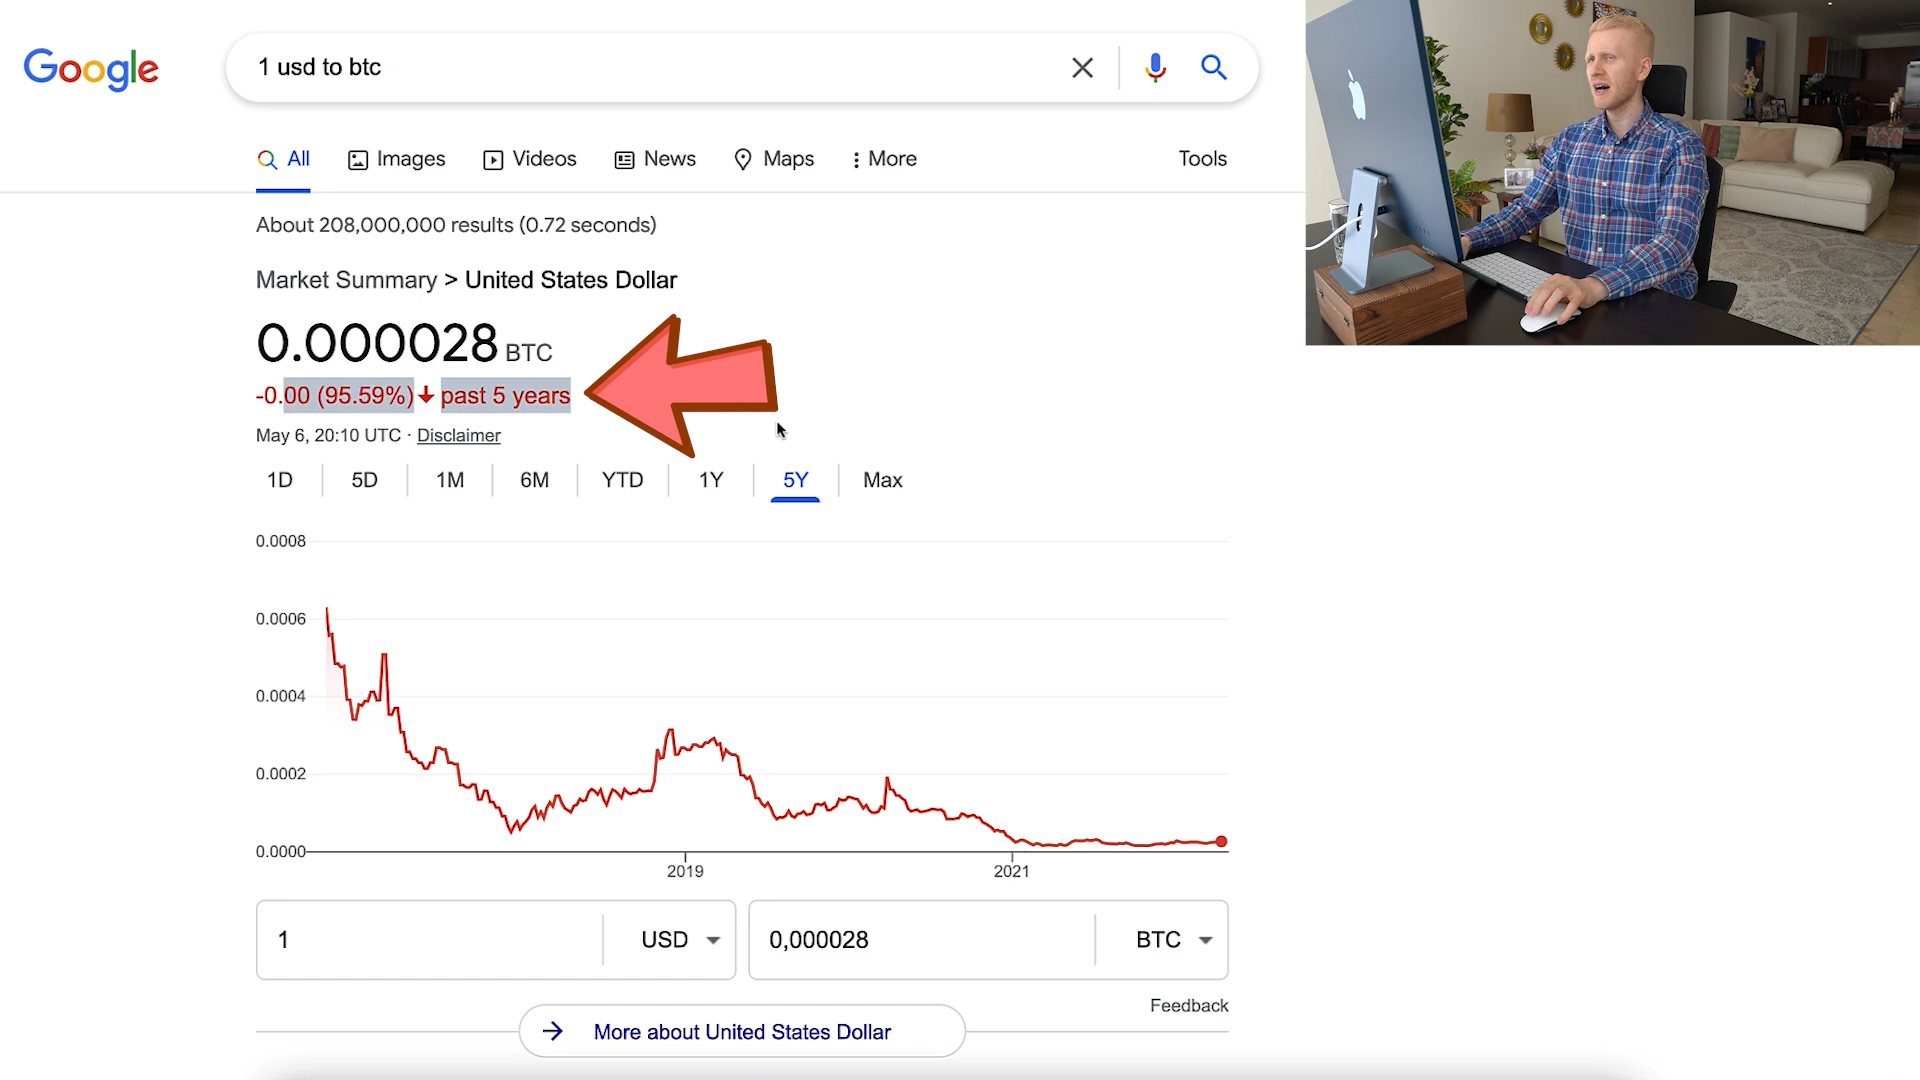 Google
1 usd to btc
All Images Videos News Maps More Tools
About 208,000,000 results (0.72 seconds)
Market Summary > United States Dollar
0.000028 BTC
-0.00 (95.59%) past 5 years
May 6, 20:10 UTC · Disclaimer
1D 5D 1M 6M YTD 1Y 5Y Max
0.0008
0.0006
0.0004
0.0002
0.0000
2019 2021
1 USD 0,000028 BTC
Feedback
More about United States Dollar